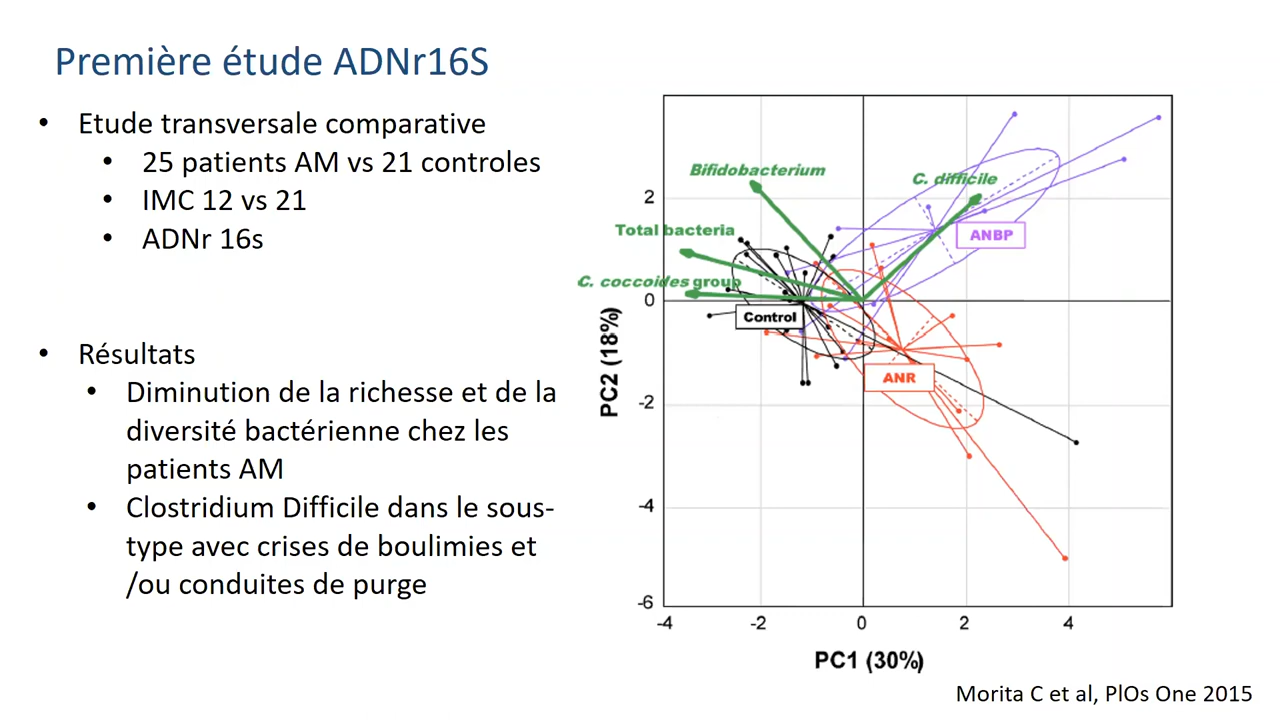 Première étude ADNr16S
• Etude transversale comparative
• 25 patients AM vs 21 controles
• IMC 12 vs 21
• ADNr 16s
• Résultats
• Diminution de la richesse et de la
diversité bactérienne chez les
patients AM
• Clostridium Difficile dans le sous-
type avec crises de boulimies et
/ou conduites de purge
Bifidobacterium
C. difficile
Total bacteria
ANBP
C. coccoides group
Control
ANR
PC2 (18%)
2
0
-2
-4
-6
-4 -2 0 2 4
PC1 (30%)
Morita C et al, PlOs One 2015